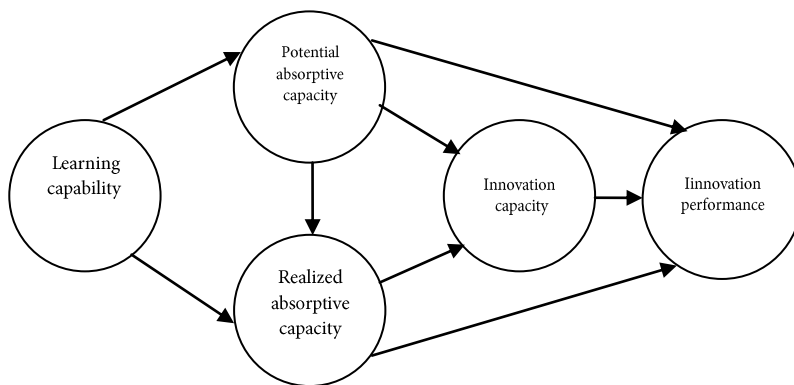 Potential
absorptive
capacity
Learning
capability
Innovation
capacity
Iinnovation
performance
Realized
absorptive
capacity